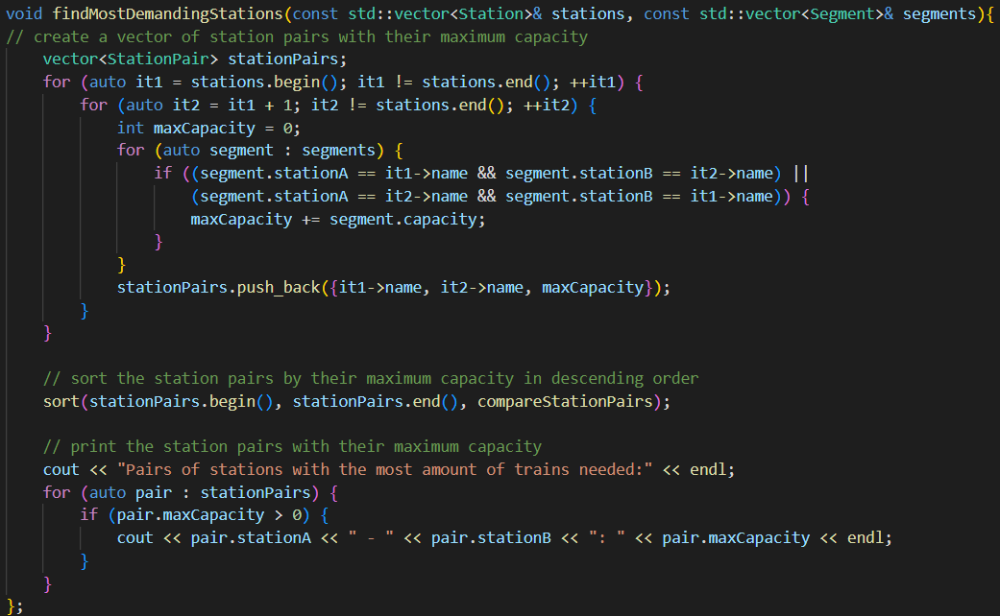 void findMostDemandingStations(const std::vector<Station>& stations, const std::vector<Segment>& segments){
// create a vector of station pairs with their maximum capacity
    vector<StationPair> stationPairs;
    for (auto it1 = stations.begin(); it1 != stations.end(); ++it1) {
        for (auto it2 = it1 + 1; it2 != stations.end(); ++it2) {
            int maxCapacity = 0;
            for (auto segment : segments) {
                if ((segment.stationA == it1->name && segment.stationB == it2->name) ||
                    (segment.stationA == it2->name && segment.stationB == it1->name)) {
                    maxCapacity += segment.capacity;
                }
            }
            stationPairs.push_back({it1->name, it2->name, maxCapacity});
        }
    }

    // sort the station pairs by their maximum capacity in descending order
    sort(stationPairs.begin(), stationPairs.end(), compareStationPairs);

    // print the station pairs with their maximum capacity
    cout << "Pairs of stations with the most amount of trains needed:" << endl;
    for (auto pair : stationPairs) {
        if (pair.maxCapacity > 0) {
            cout << pair.stationA << " - " << pair.stationB << ": " << pair.maxCapacity << endl;
        }
    }
};